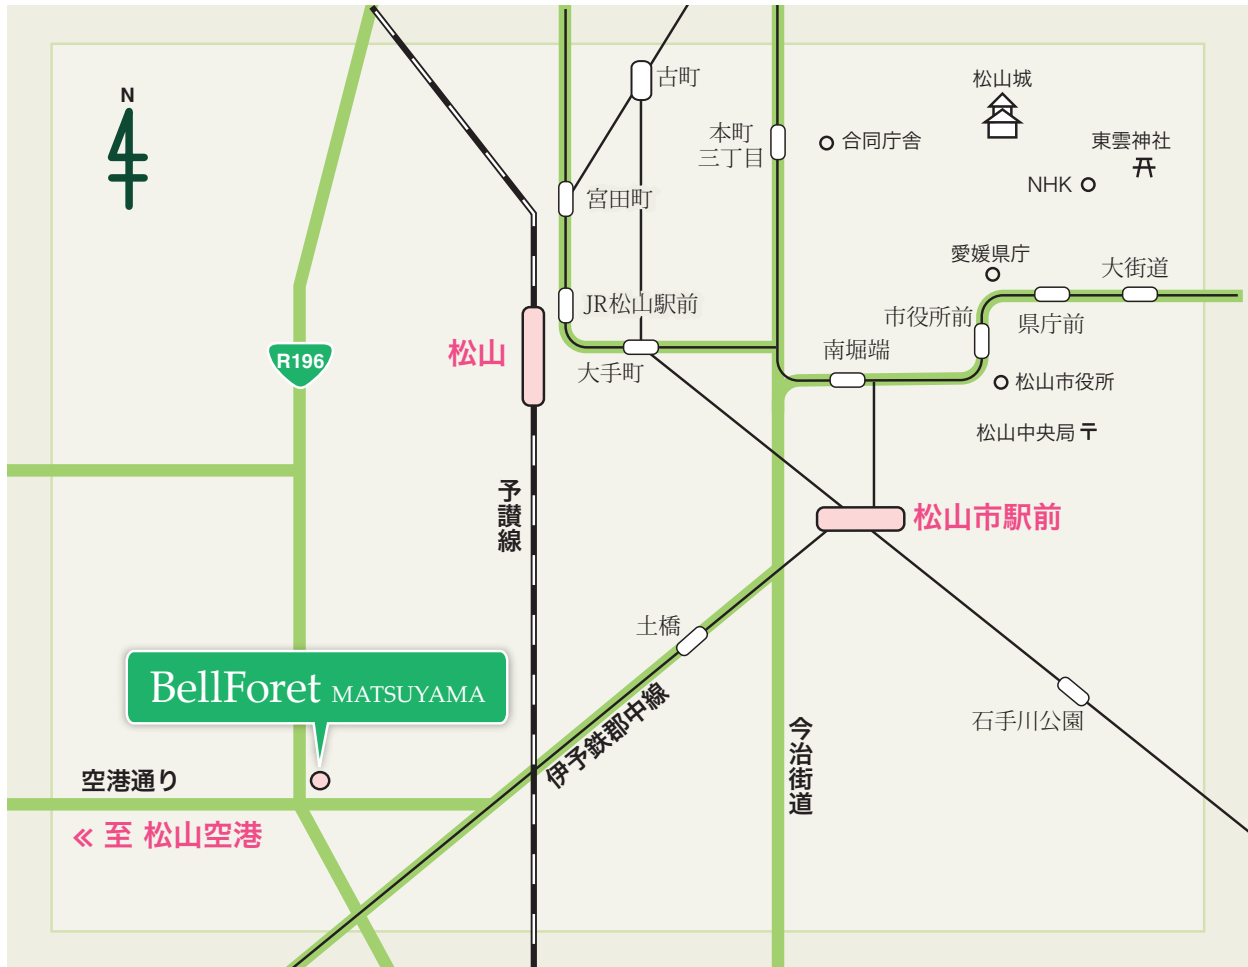 N
古町
松山城
本町
三丁目
合同庁舎
東雲神社
NHK
宮田町
愛媛県庁
大街道
JR松山駅前
市役所前
県庁前
松山
R196
大手町
南堀端
松山市役所
松山中央局
予讃線
松山市駅前
土橋
BellForet MATSUYAMA
伊予鉄郡中線
石手川公園
今治街道
空港通り
≪ 至 松山空港